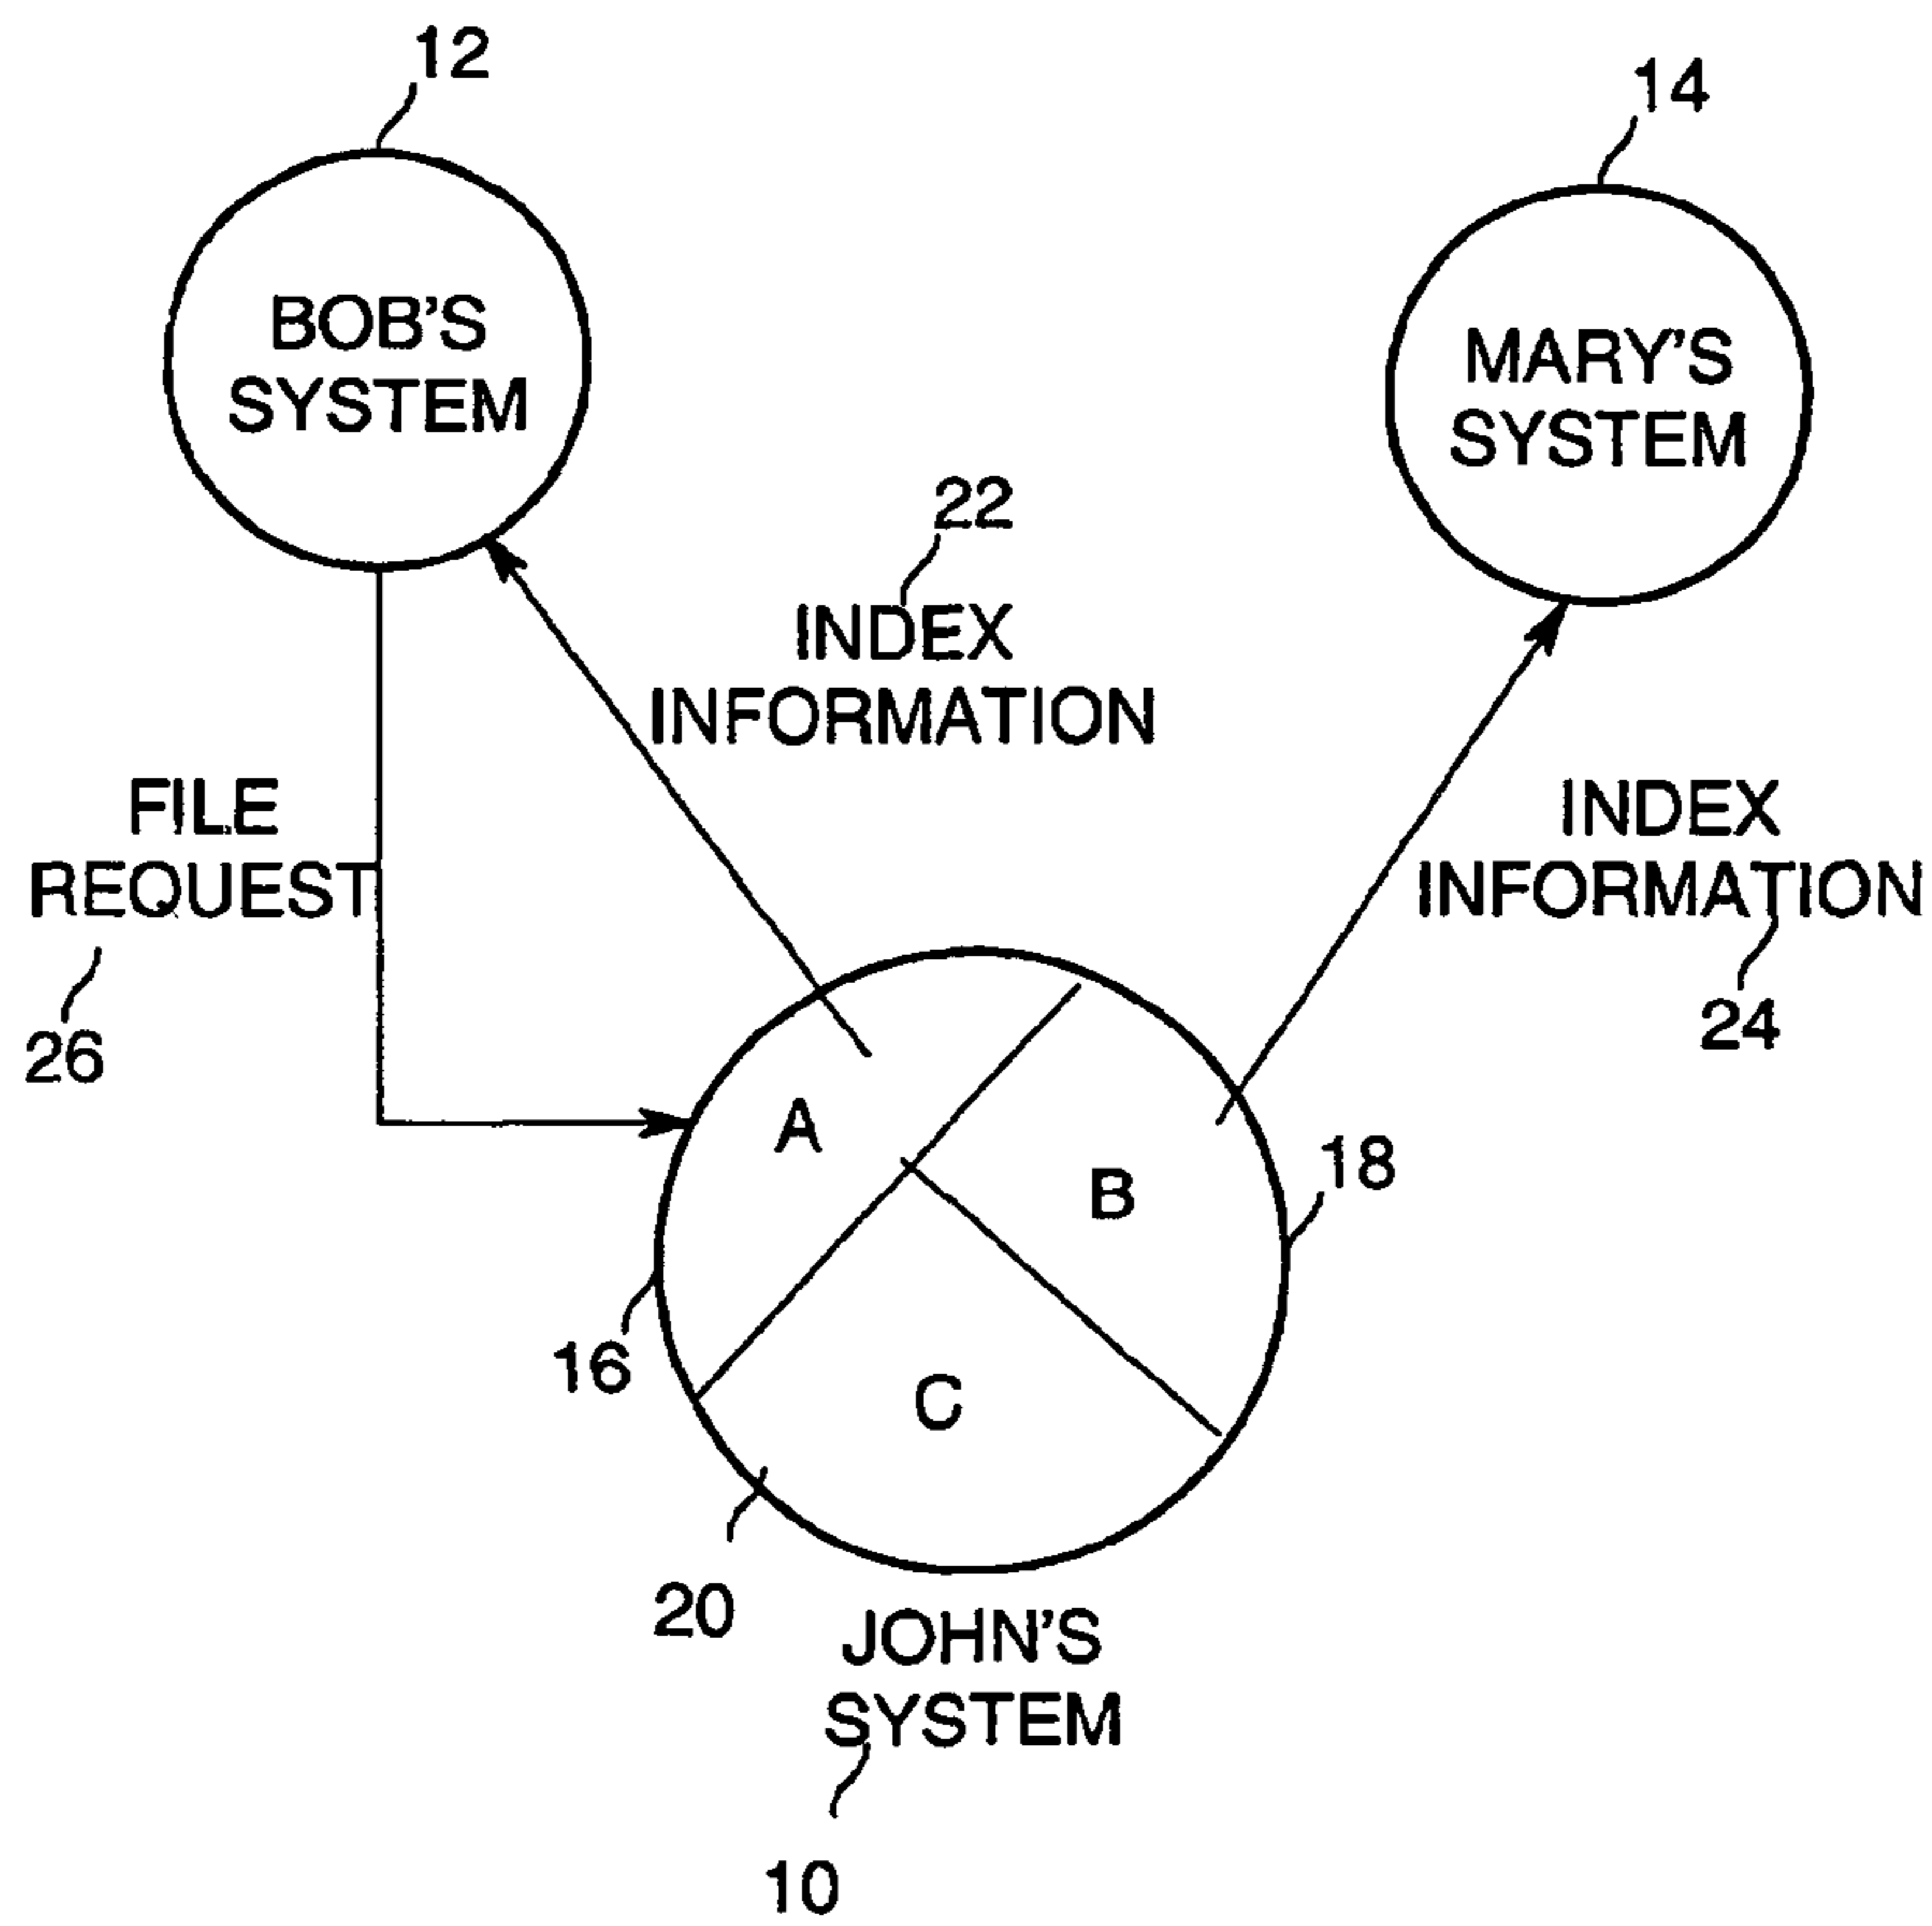 12
14
BOB'S
SYSTEM
MARY'S
SYSTEM
22
INDEX
INFORMATION
FILE
REQUEST
INDEX
INFORMATION
26
24
A
B
18
16
C
20
JOHN'S
SYSTEM
10